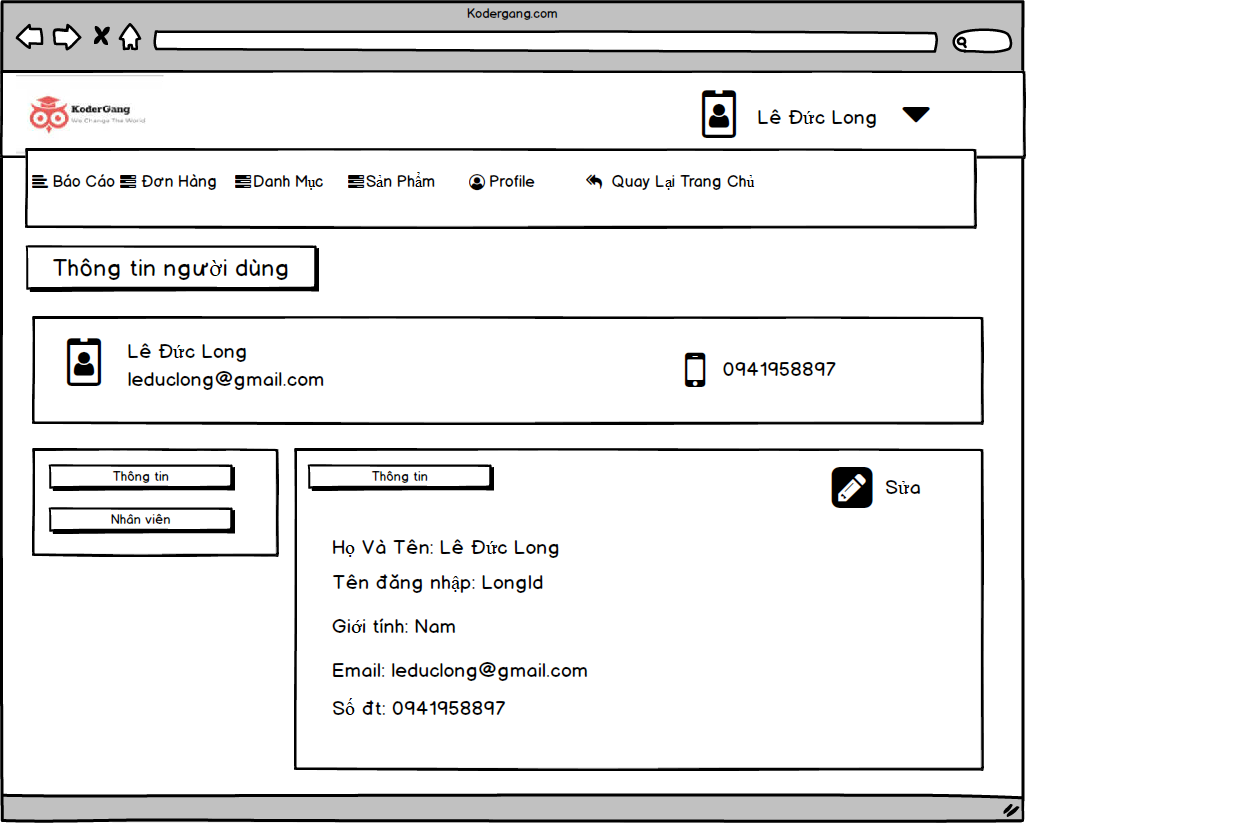 Kodergang.com
KoderGang
We Change The World
Lê Đức Long
Báo Cáo Đơn Hàng Danh Mục Sản Phẩm Profile Quay Lại Trang Chủ
Thông tin người dùng
Lê Đức Long
leduclong@gmail.com
0941958897
Thông tin
Nhân viên
Thông tin
Sửa
Họ Và Tên: Lê Đức Long
Tên đăng nhập: Longld
Giới tính: Nam
Email: leduclong@gmail.com
Số đt: 0941958897